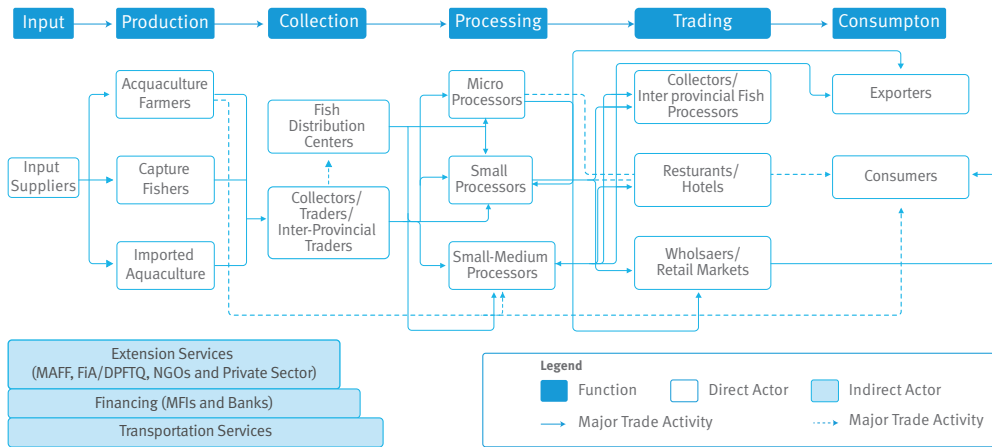 Input
Production
Collection
Processing
Trading
Consumpton
Input
Suppliers
Acquaculture
Farmers
Capture
Fishers
Imported
Aquaculture
Fish
Distribution
Centers
Collectors/
Traders/
Inter-Provincial
Traders
Micro
Processors
Small
Processors
Small-Medium
Processors
Collectors/
Inter provincial Fish
Processors
Resturants/
Hotels
Wholsaers/
Retail Markets
Exporters
Consumers
Extension Services
(MAFF, FiA/DPFTQ, NGOs and Private Sector)
Financing (MFIs and Banks)
Transportation Services
Legend
Function
Direct Actor
Indirect Actor
Major Trade Activity
Major Trade Activity